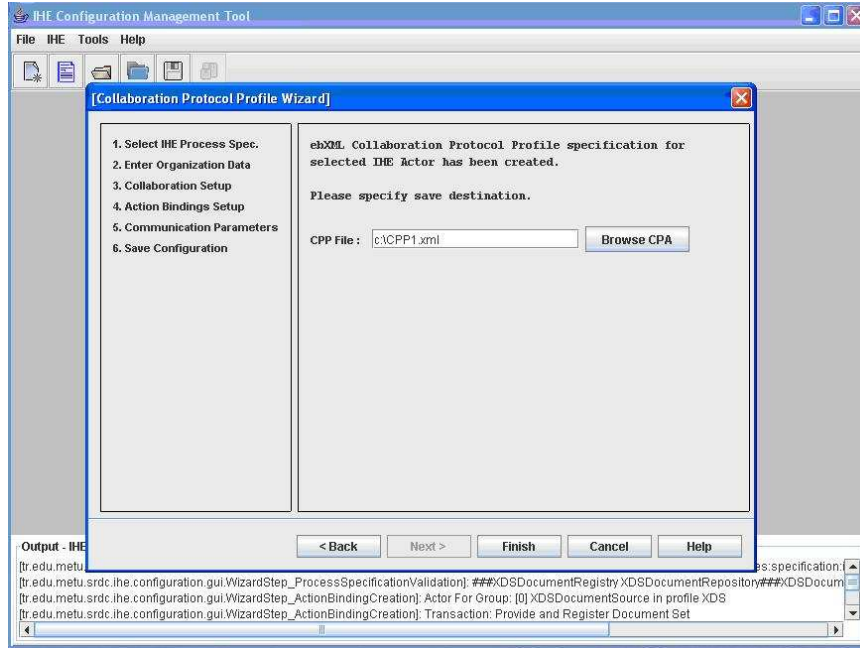 IHE Configuration Management Tool
File IHE Tools Help
[Collaboration Protocol Profile Wizard]
1. Select IHE Process Spec.
2. Enter Organization Data
3. Collaboration Setup
4. Action Bindings Setup
5. Communication Parameters
6. Save Configuration
ebXML Collaboration Protocol Profile specification for
selected IHE Actor has been created.
Please specify save destination.
CPP File : c:\CPP1.xml Browse CPA
< Back Next > Finish Cancel Help
Output - IHE
[tr.edu.metu es:specification:i
[tr.edu.metu.srdc.ihe.configuration.gui.WizardStep_ProcessSpecificationValidation]: ###XDSDocumentRegistry XDSDocumentRepository###XDSDocum
[tr.edu.metu.srdc.ihe.configuration.gui.WizardStep_ActionBindingCreation]: Actor For Group: [0] XDSDocumentSource in profile XDS
[tr.edu.metu.srdc.ihe.configuration.gui.WizardStep_ActionBindingCreation]: Transaction: Provide and Register Document Set